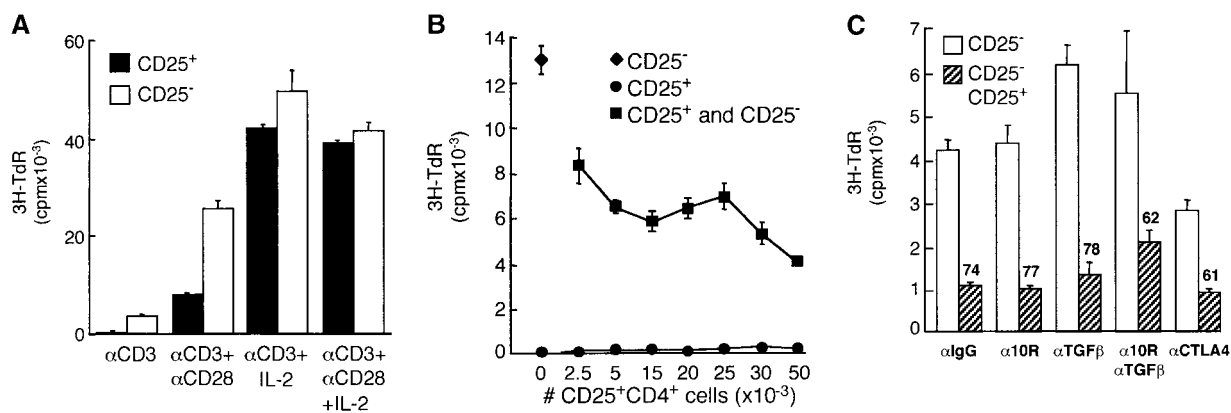 A
3H-TdR
(cpmx10⁻³)
60
40
20
0
CD25⁺
CD25⁻
αCD3
αCD3+
αCD28
αCD3+
IL-2
αCD3+
αCD28
+IL-2
B
3H-TdR
(cpmx10⁻³)
14
12
10
8
6
4
2
0
CD25⁻
CD25⁺
CD25⁺ and CD25⁻
0 2.5 5 15 20 25 30 50
# CD25⁺CD4⁺ cells (x10⁻³)
C
3H-TdR
(cpmx10⁻³)
7
6
5
4
3
2
1
0
CD25⁻
CD25⁻
CD25⁺
74
77
78
62
61
αIgG
α10R
αTGFβ
α10R
αTGFβ
αCTLA4